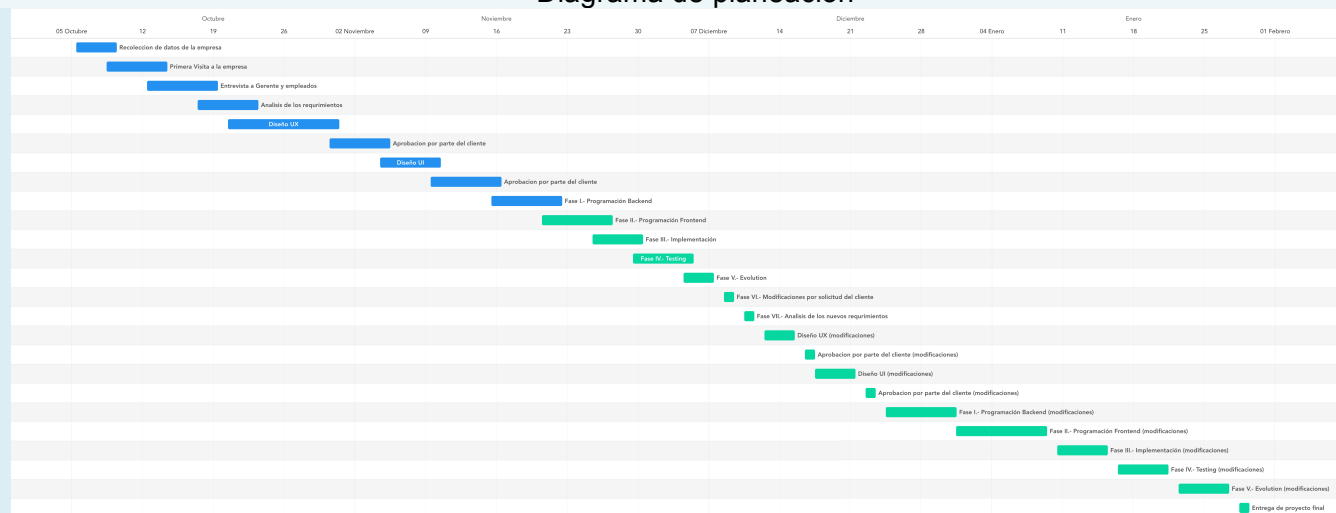 Diagrama de planeación
Octubre Noviembre Diciembre Enero
05 Octubre 12 19 26 02 Noviembre 09 16 23 30 07 Diciembre 14 21 28 04 Enero 11 18 25 01 Febrero
Recoleccion de datos de la empresa
Primera Visita a la empresa
Entrevista a Gerente y empleados
Analisis de los requrimientos
Diseño UX
Aprobacion por parte del cliente
Diseño UI
Aprobacion por parte del cliente
Fase I.- Programación Backend
Fase II.- Programación Frontend
Fase III.- Implementación
Fase IV.- Testing
Fase V.- Evolution
Fase VI.- Modificaciones por solicitud del cliente
Fase VII.- Analisis de los nuevos requrimientos
Diseño UX (modificaciones)
Aprobacion por parte del cliente (modificaciones)
Diseño UI (modificaciones)
Aprobacion por parte del cliente (modificaciones)
Fase I.- Programación Backend (modificaciones)
Fase II.- Programación Frontend (modificaciones)
Fase III.- Implementación (modificaciones)
Fase IV.- Testing (modificaciones)
Fase V.- Evolution (modificaciones)
Entrega de proyecto final